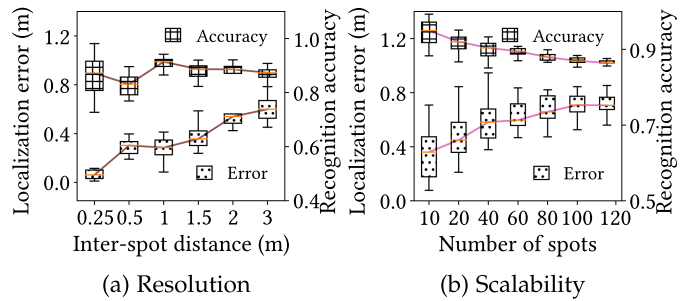 Localization error (m)
1.2
0.8
0.4
0.0
Accuracy
Error
1.0
0.8
0.6
0.4
Recognition accuracy
0.25 0.5 1 1.5 2 3
Inter-spot distance (m)
(a) Resolution
Localization error (m)
1.2
0.8
0.4
0.0
Accuracy
Error
0.9
0.7
0.5
Recognition accuracy
10 20 40 60 80 100 120
Number of spots
(b) Scalability